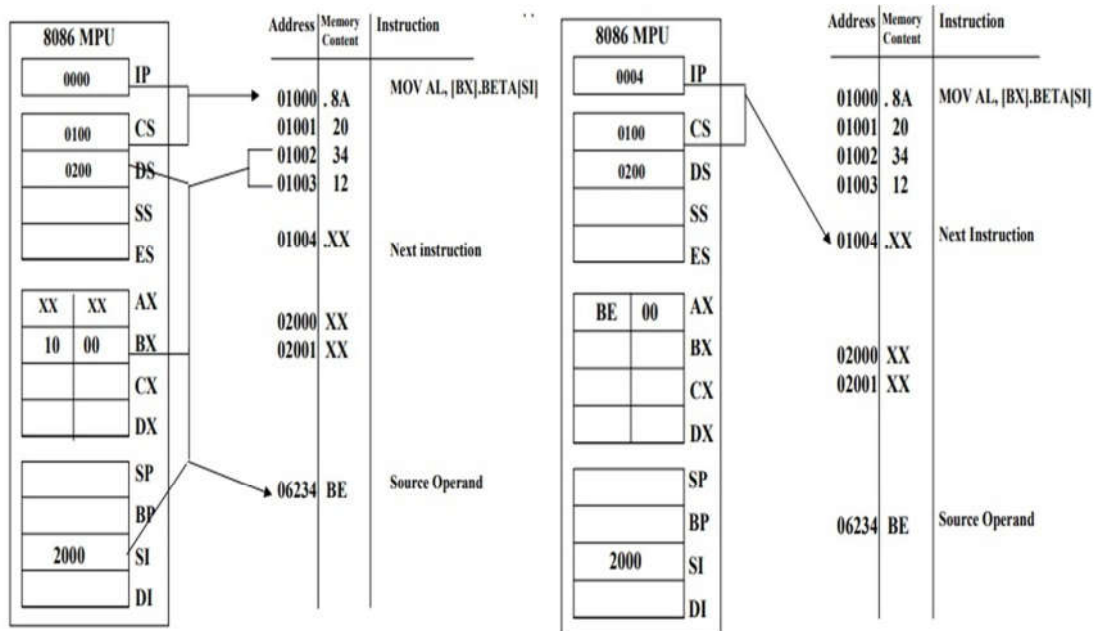 8086 MPU
0000 IP
0100 CS
0200 DS
SS
ES
XX XX AX
10 00 BX
CX
DX
SP
BP
2000 SI
DI
Address Memory Content Instruction
01000 . 8A MOV AL, [BX].BETA[SI]
01001 20
01002 34
01003 12
01004 .XX Next instruction
02000 XX
02001 XX
06234 BE Source Operand
8086 MPU
0004 IP
0100 CS
0200 DS
SS
ES
BE 00 AX
BX
CX
DX
SP
BP
2000 SI
DI
Address Memory Content Instruction
01000 . 8A MOV AL, [BX].BETA[SI]
01001 20
01002 34
01003 12
01004 .XX Next Instruction
02000 XX
02001 XX
06234 BE Source Operand